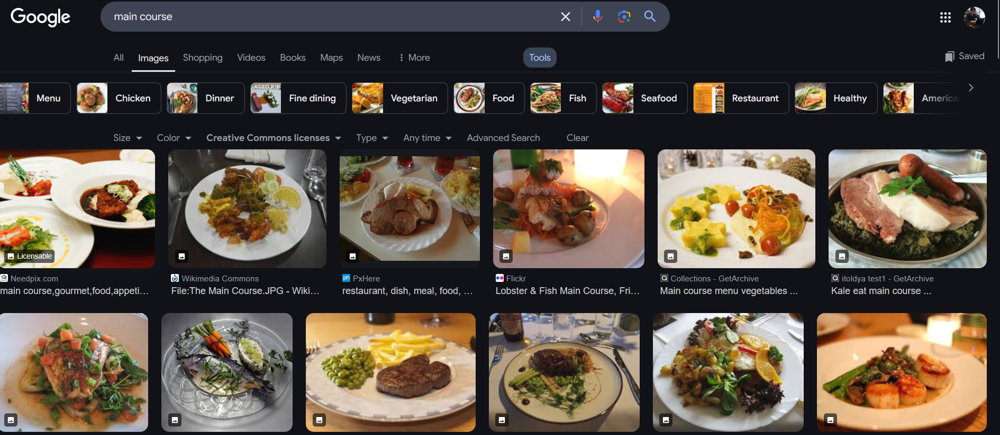 Google
main course
All
Images
Shopping
Videos
Books
Maps
News
More
Tools
Saved
Menu
Chicken
-AGED RIB
Dinner
Fine dining
Vegetarian
Food
Fish
Seafood
Restaurant
Healthy
America
Size
Color
Creative Commons licenses
Type
Any time
Advanced Search
Clear
Licensable
Needpix.com
main course,gourmet,food,appeti...
Wikimedia Commons
File:The Main Course.JPG - Wiki...
ph PxHere
restaurant, dish, meal, food, ...
Flickr
Lobster & Fish Main Course, Fri...
Collections - GetArchive
Main course menu vegetables ...
itoldya test1 - GetArchive
Kale eat main course ...